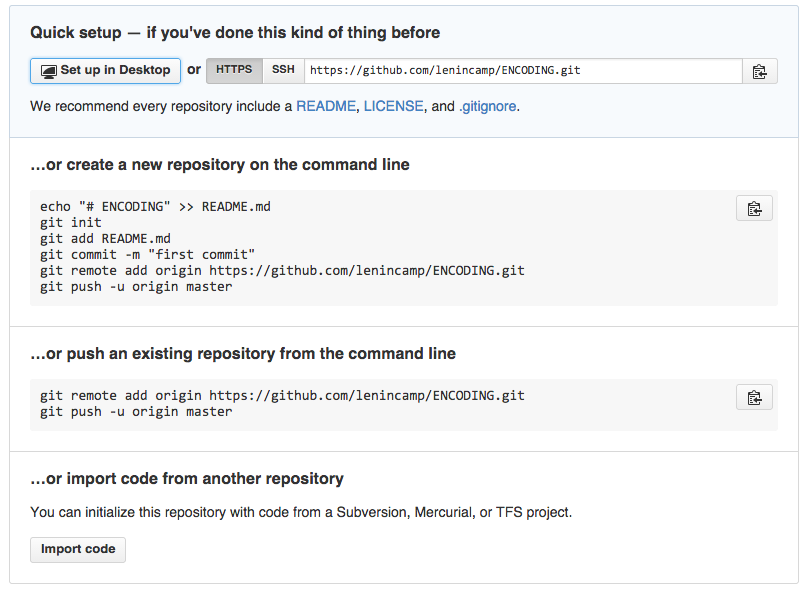 Quick setup — if you've done this kind of thing before
Set up in Desktop or HTTPS SSH https://github.com/lenincamp/ENCODING.git
We recommend every repository include a README, LICENSE, and .gitignore.
…or create a new repository on the command line
echo "# ENCODING" >> README.md
git init
git add README.md
git commit -m "first commit"
git remote add origin https://github.com/lenincamp/ENCODING.git
git push -u origin master
…or push an existing repository from the command line
git remote add origin https://github.com/lenincamp/ENCODING.git
git push -u origin master
…or import code from another repository
You can initialize this repository with code from a Subversion, Mercurial, or TFS project.
Import code